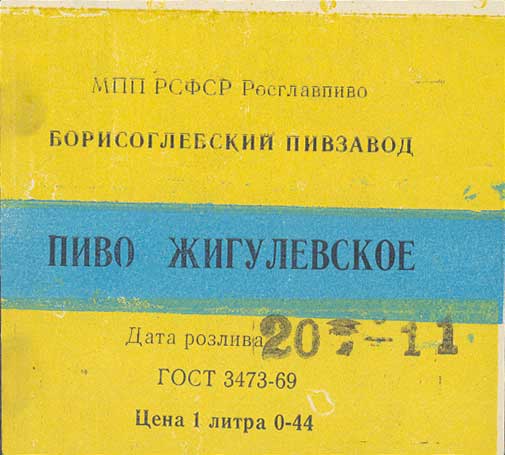 МПП РСФСР Росглавпиво
БОРИСОГЛЕБСКИЙ ПИВЗАВОД
ПИВО ЖИГУЛЕВСКОЕ
Дата розлива 20 -11
ГОСТ 3473-69
Цена 1 литра 0-44